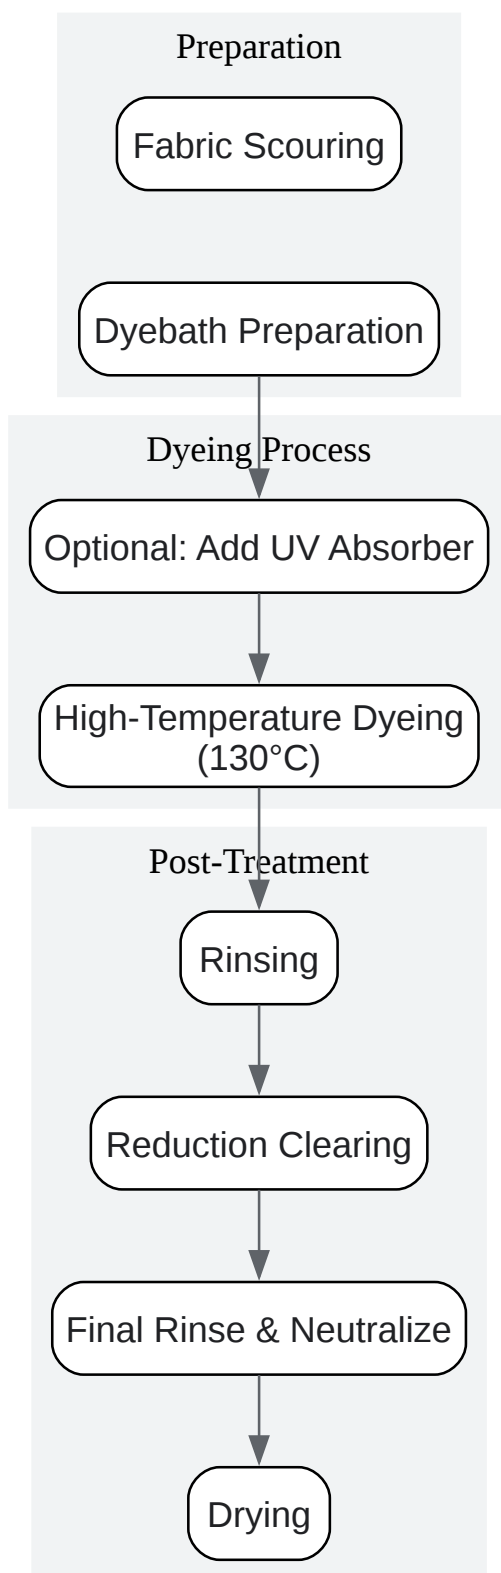 Preparation
Fabric Scouring
Dyebath Preparation
Dyeing Process
Optional: Add UV Absorber
High-Temperature Dyeing
(130°C)
Post-Treatment
Rinsing
Reduction Clearing
Final Rinse & Neutralize
Drying